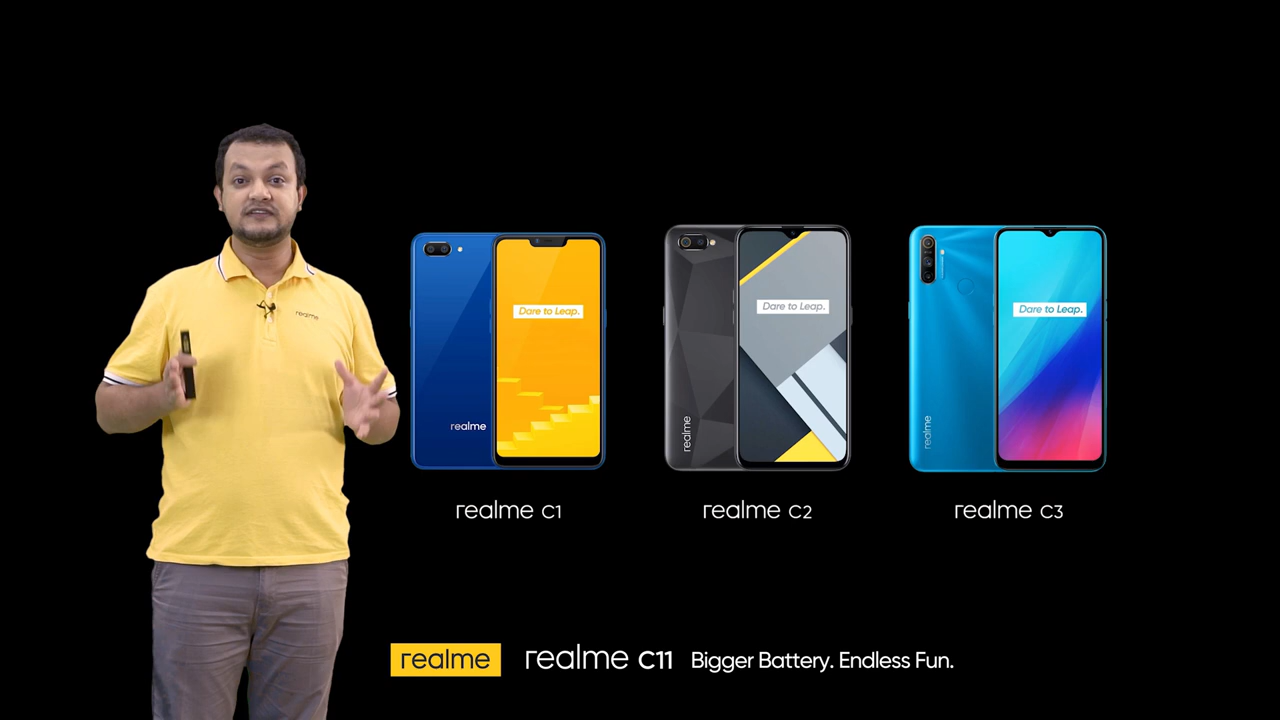 realme
realme
Dare to Leap.
realme
Dare to Leap.
realme
Dare to Leap.
realme C1
realme C2
realme C3
realme
realme C11 Bigger Battery. Endless Fun.